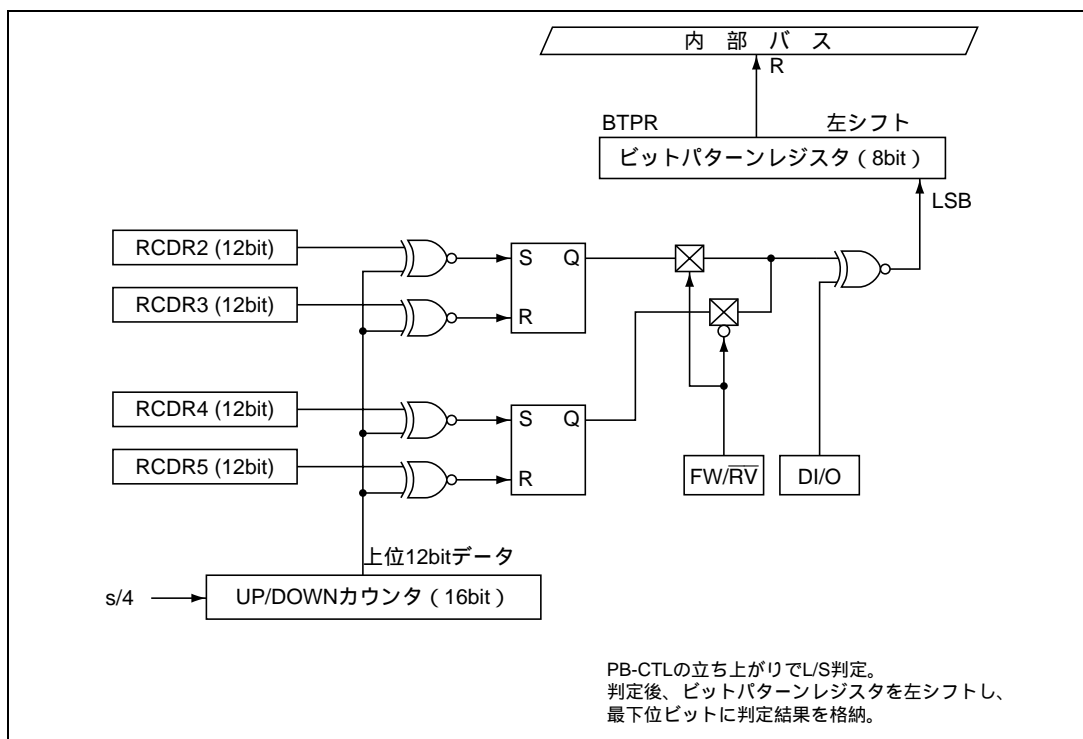 内 部 バ ス
R
BTPR 左シフト
ビットパターンレジスタ（8bit）
LSB
RCDR2 (12bit)
S Q
RCDR3 (12bit)
R
RCDR4 (12bit)
S Q
RCDR5 (12bit)
R
FW/RV
DI/O
上位12bitデータ
s/4
UP/DOWNカウンタ（16bit）
PB-CTLの立ち上がりでL/S判定。
判定後、ビットパターンレジスタを左シフトし、
最下位ビットに判定結果を格納。